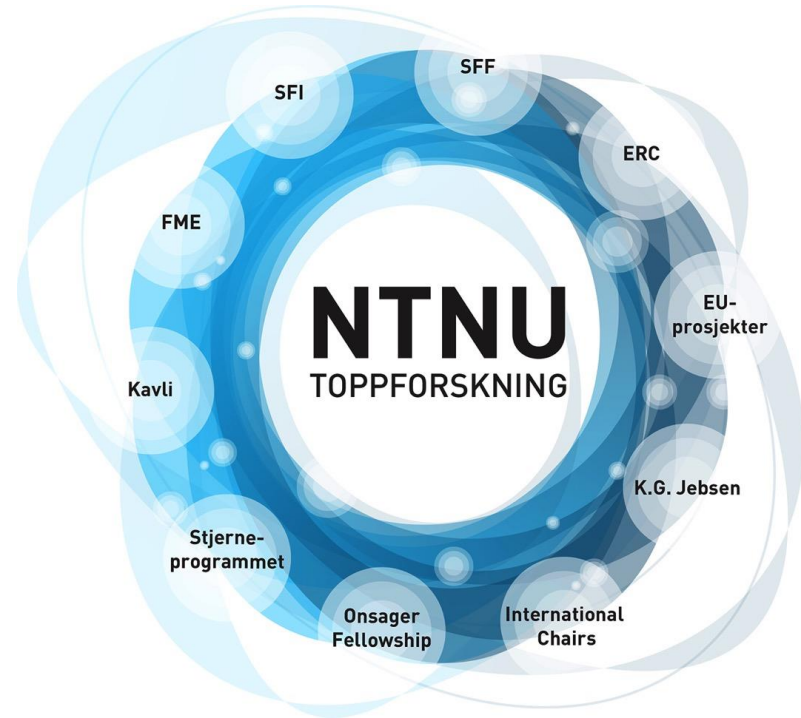 NTNU
TOPPFORSKNING
SFF
ERC
EU-
prosjekter
K.G. Jebsen
International
Chairs
Onsager
Fellowship
Stjerne-
programmet
Kavli
FME
SFI